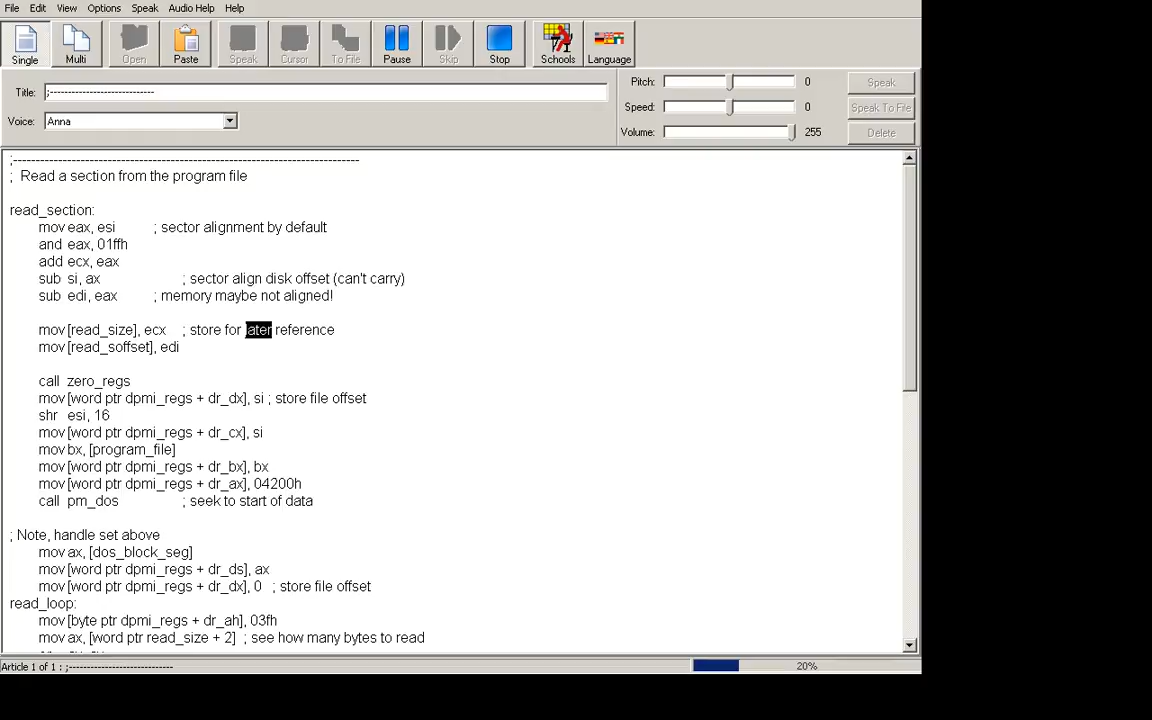 File Edit View Options Speak Audio Help Help
Single Multi Open Paste Speak Cursor To File Pause Skip Stop Schools Language
Title: ;----------------------------
Voice: Anna
Pitch: 0 Speak
Speed: 0 Speak To File
Volume: 255 Delete
;-----------------------------------------------------------------------------
; Read a section from the program file
read_section:
mov eax, esi ; sector alignment by default
and eax, 01ffh
add ecx, eax
sub si, ax ; sector align disk offset (can't carry)
sub edi, eax ; memory maybe not aligned!
mov [read_size], ecx ; store for later reference
mov [read_soffset], edi
call zero_regs
mov [word ptr dpmi_regs + dr_dx], si ; store file offset
shr esi, 16
mov [word ptr dpmi_regs + dr_cx], si
mov bx, [program_file]
mov [word ptr dpmi_regs + dr_bx], bx
mov [word ptr dpmi_regs + dr_ax], 04200h
call pm_dos ; seek to start of data
; Note, handle set above
mov ax, [dos_block_seg]
mov [word ptr dpmi_regs + dr_ds], ax
mov [word ptr dpmi_regs + dr_dx], 0 ; store file offset
read_loop:
mov [byte ptr dpmi_regs + dr_ah], 03fh
mov ax, [word ptr read_size + 2] ; see how many bytes to read
Article 1 of 1 : ;---------------------------- 20%